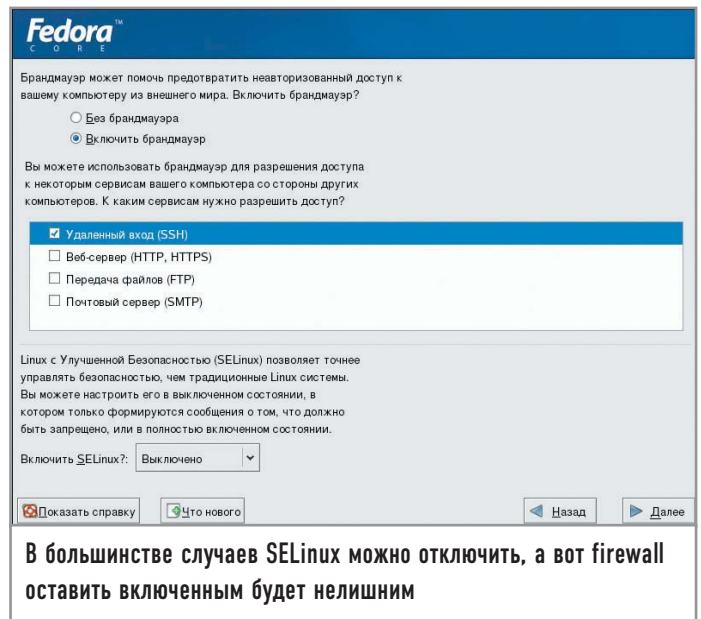 Fedora™
CORE
Брандмауэр может помочь предотвратить неавторизованный доступ к
вашему компьютеру из внешнего мира. Включить брандмауэр?
Без брандмауэра
Включить брандмауэр
Вы можете использовать брандмауэр для разрешения доступа
к некоторым сервисам вашего компьютера со стороны других
компьютеров. К каким сервисам нужно разрешить доступ?
Удаленный вход (SSH)
Веб-сервер (HTTP, HTTPS)
Передача файлов (FTP)
Почтовый сервер (SMTP)
Linux с Улучшенной Безопасностью (SELinux) позволяет точнее
управлять безопасностью, чем традиционные Linux системы.
Вы можете настроить его в выключенном состоянии, в
котором только формируются сообщения о том, что должно
быть запрещено, или в полностью включенном состоянии.
Включить SELinux?: Выключено
Показать справку Что нового Назад Далее
В большинстве случаев SELinux можно отключить, а вот firewall
оставить включенным будет нелишним